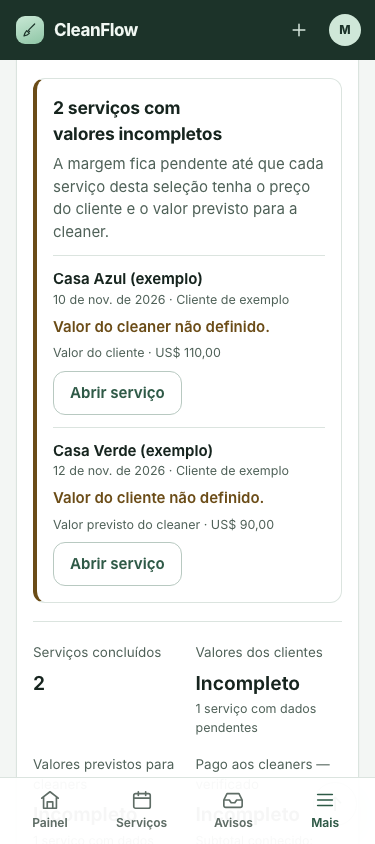 CleanFlow
M
2 serviços com
valores incompletos
A margem fica pendente até que cada
serviço desta seleção tenha o preço
do cliente e o valor previsto para a
cleaner.
Casa Azul (exemplo)
10 de nov. de 2026 · Cliente de exemplo
Valor do cleaner não definido.
Valor do cliente · US$ 110,00
Abrir serviço
Casa Verde (exemplo)
12 de nov. de 2026 · Cliente de exemplo
Valor do cliente não definido.
Valor previsto do cleaner · US$ 90,00
Abrir serviço
Serviços concluídos
2
Valores dos clientes
Incompleto
1 serviço com dados
pendentes
Valores previstos para
Pago aos cleaners —
Incompleto
Incompleto
Painel
Serviços
Avisos
Mais